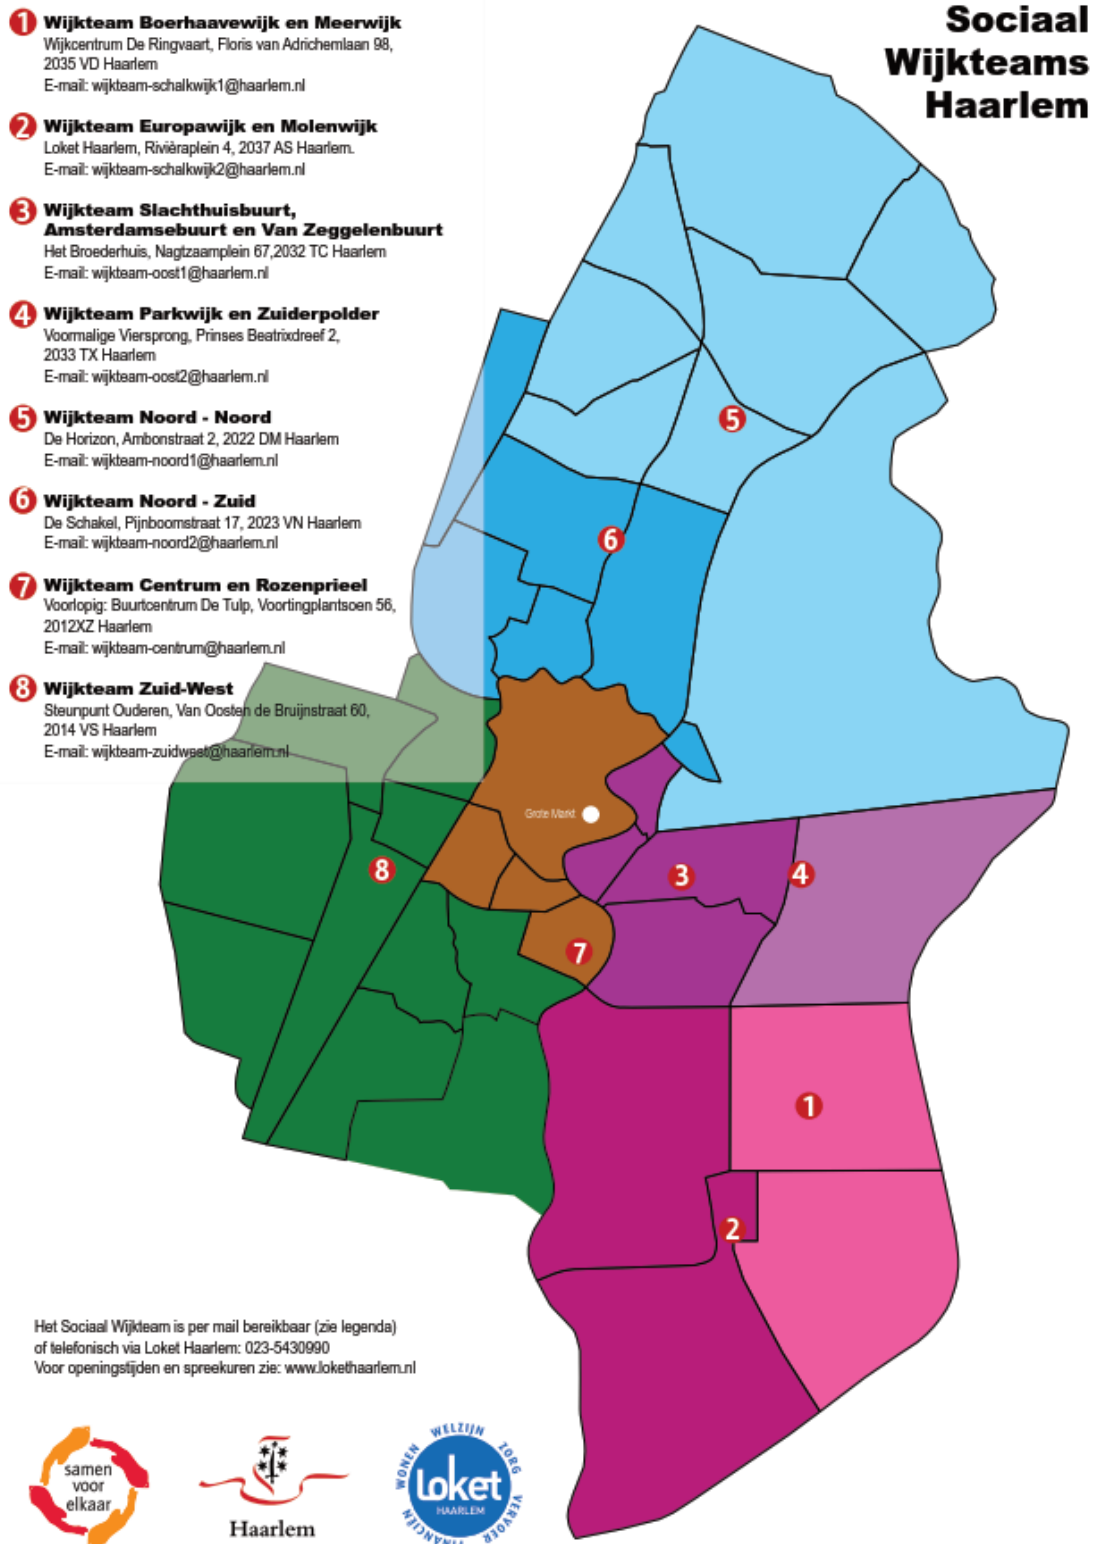 Sociaal
Wijkteams
Haarlem
1 Wijkteam Boerhaavewijk en Meerwijk
Wijkcentrum De Ringvaart, Floris van Adrichemlaan 98,
2035 VD Haarlem
E-mail: wijkteam-schalkwijk1@haarlem.nl
2 Wijkteam Europawijk en Molenwijk
Loket Haarlem, Rivièraplein 4, 2037 AS Haarlem.
E-mail: wijkteam-schalkwijk2@haarlem.nl
3 Wijkteam Slachthuisbuurt,
Amsterdamsebuurt en Van Zeggelenbuurt
Het Broederhuis, Nagtzaamplein 67,2032 TC Haarlem
E-mail: wijkteam-oost1@haarlem.nl
4 Wijkteam Parkwijk en Zuiderpolder
Voormalige Viersprong, Prinses Beatrixdreef 2,
2033 TX Haarlem
E-mail: wijkteam-oost2@haarlem.nl
5 Wijkteam Noord - Noord
De Horizon, Ambonstraat 2, 2022 DM Haarlem
E-mail: wijkteam-noord1@haarlem.nl
6 Wijkteam Noord - Zuid
De Schakel, Pijnboomstraat 17, 2023 VN Haarlem
E-mail: wijkteam-noord2@haarlem.nl
7 Wijkteam Centrum en Rozenprieel
Voorlopig: Buurtcentrum De Tulp, Voortingplantsoen 56,
2012XZ Haarlem
E-mail: wijkteam-centrum@haarlem.nl
8 Wijkteam Zuid-West
Steunpunt Ouderen, Van Oosten de Bruijnstraat 60,
2014 VS Haarlem
E-mail: wijkteam-zuidwest@haarlem.nl
5
6
Grote Markt
8
3
4
7
1
2
Het Sociaal Wijkteam is per mail bereikbaar (zie legenda)
of telefonisch via Loket Haarlem: 023-5430990
Voor openingstijden en spreekuren zie: www.lokethaarlem.nl
samen
voor
elkaar
Haarlem
WONEN WELZIJN ZORG VERVOER FINANCIËN
Loket
HAARLEM